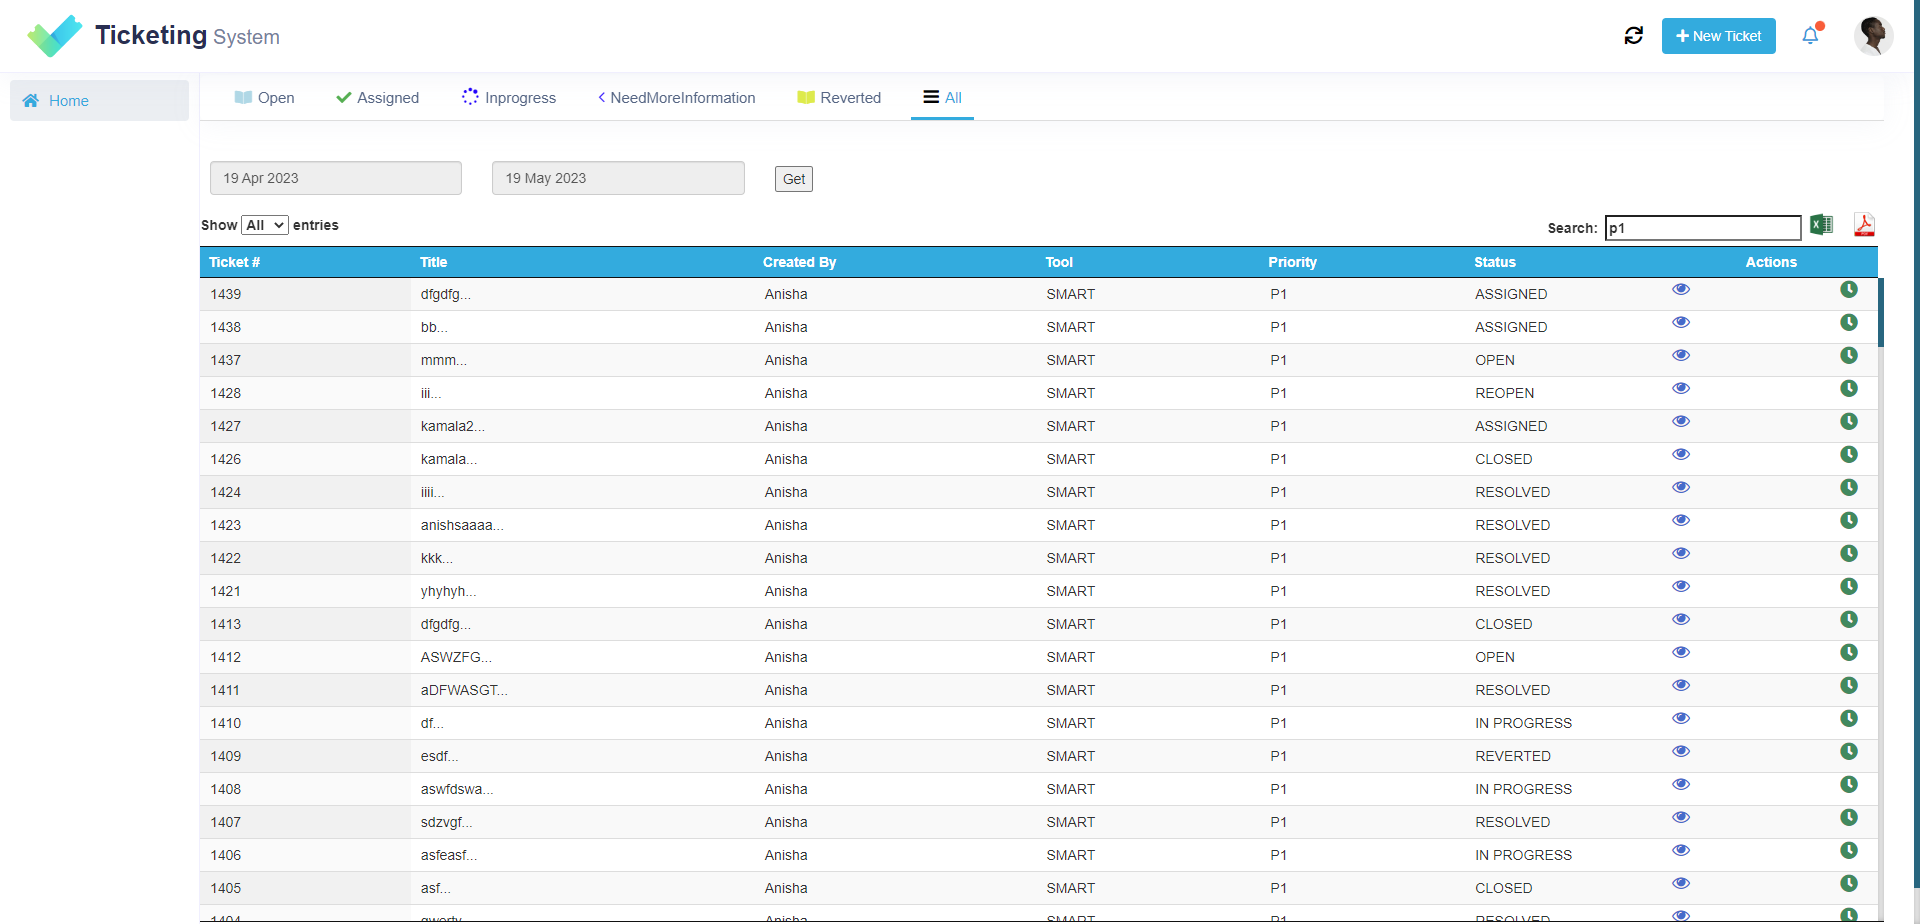 Ticketing System
New Ticket
Home
Open Assigned Inprogress NeedMoreInformation Reverted All
19 Apr 2023 19 May 2023 Get
Show All entries
Search: p1
Ticket # Title Created By Tool Priority Status Actions
1439 dfgdfg... Anisha SMART P1 ASSIGNED
1438 bb... Anisha SMART P1 ASSIGNED
1437 mmm... Anisha SMART P1 OPEN
1428 iii... Anisha SMART P1 REOPEN
1427 kamala2... Anisha SMART P1 ASSIGNED
1426 kamala... Anisha SMART P1 CLOSED
1424 iiii... Anisha SMART P1 RESOLVED
1423 anishsaaaa... Anisha SMART P1 RESOLVED
1422 kkk... Anisha SMART P1 RESOLVED
1421 yhyhyh... Anisha SMART P1 RESOLVED
1413 dfgdfg... Anisha SMART P1 CLOSED
1412 ASWZFG... Anisha SMART P1 OPEN
1411 aDFWASGT... Anisha SMART P1 RESOLVED
1410 df... Anisha SMART P1 IN PROGRESS
1409 esdf... Anisha SMART P1 REVERTED
1408 aswfdswa... Anisha SMART P1 IN PROGRESS
1407 sdzvgf... Anisha SMART P1 RESOLVED
1406 asfeasf... Anisha SMART P1 IN PROGRESS
1405 asf... Anisha SMART P1 CLOSED
1404 qwerty... Anisha SMART P1 RESOLVED